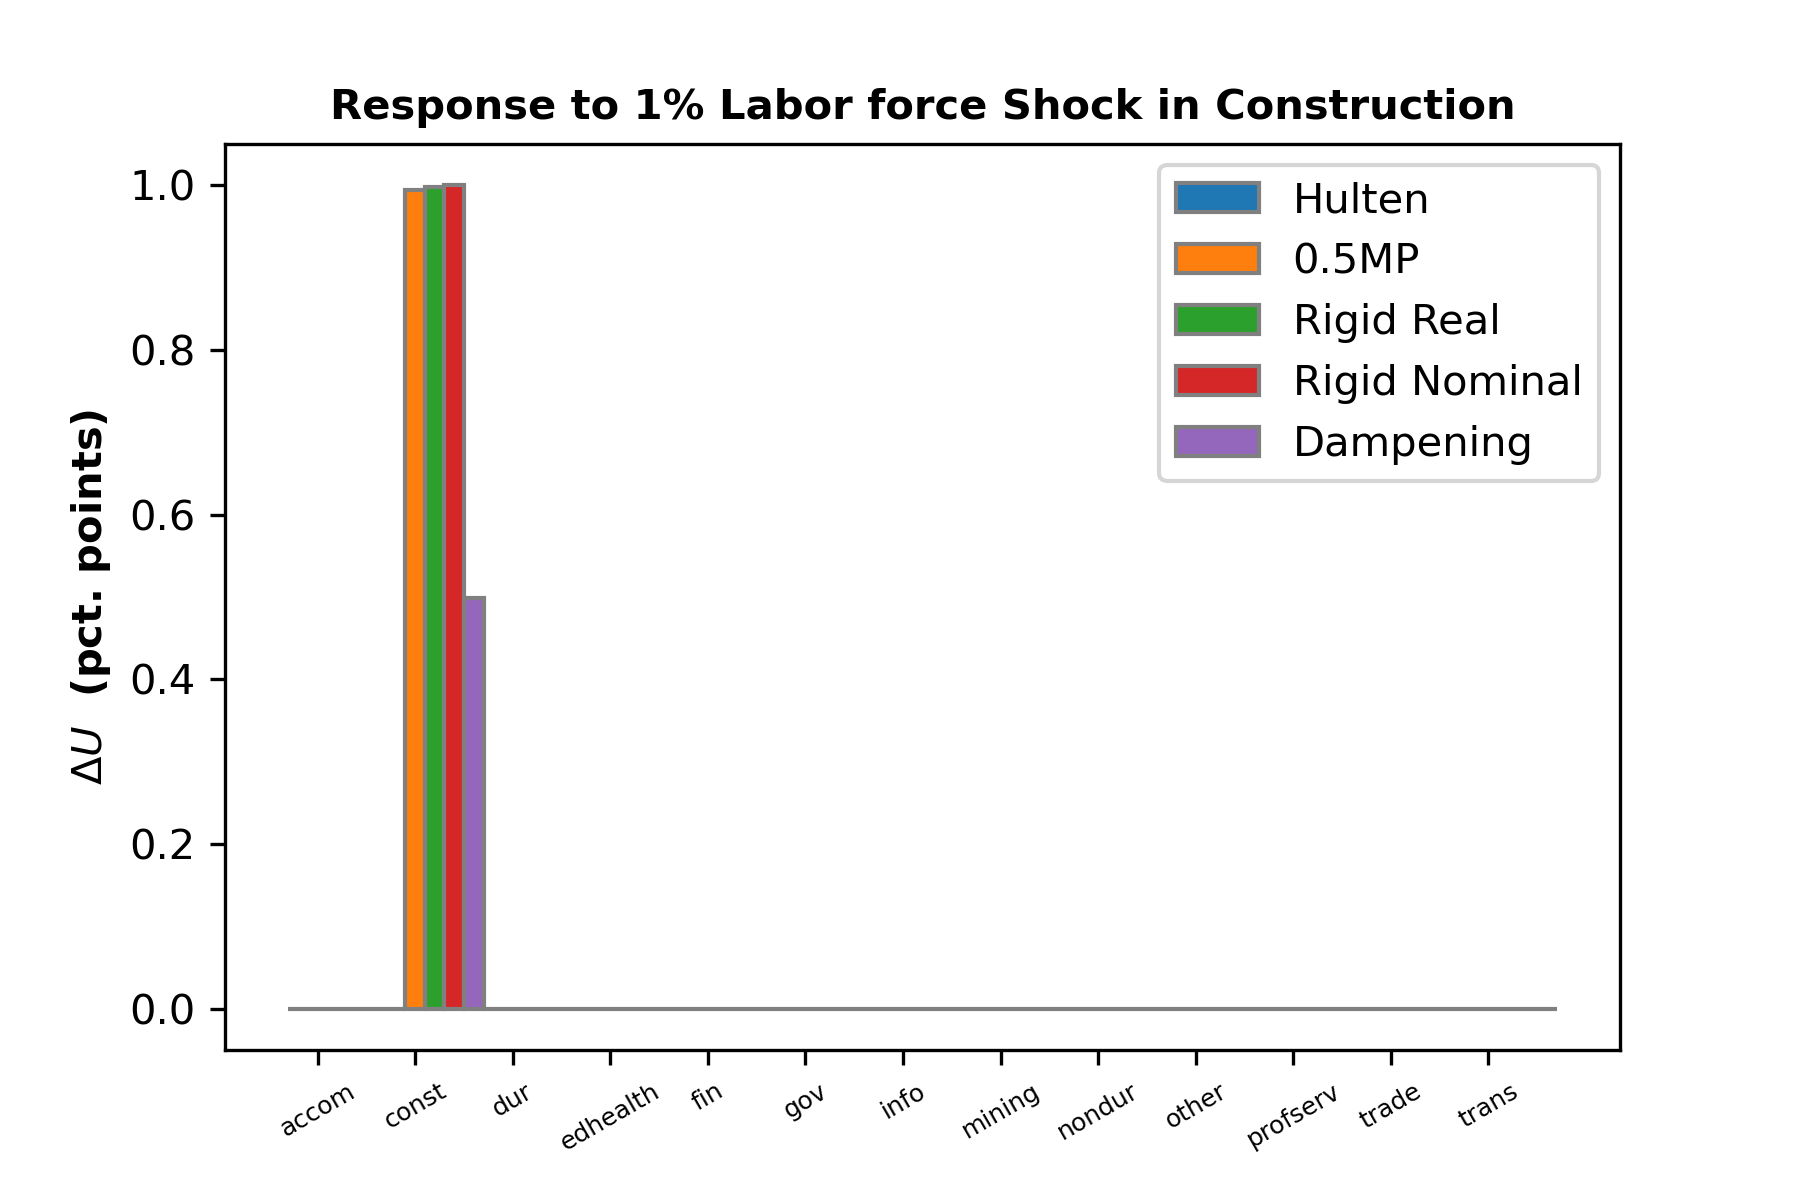 Response to 1% Labor force Shock in Construction
ΔU (pct. points)
1.0
0.8
0.6
0.4
0.2
0.0
Hulten
0.5MP
Rigid Real
Rigid Nominal
Dampening
accom
const
dur
edhealth
fin
gov
info
mining
nondur
other
profserv
trade
trans